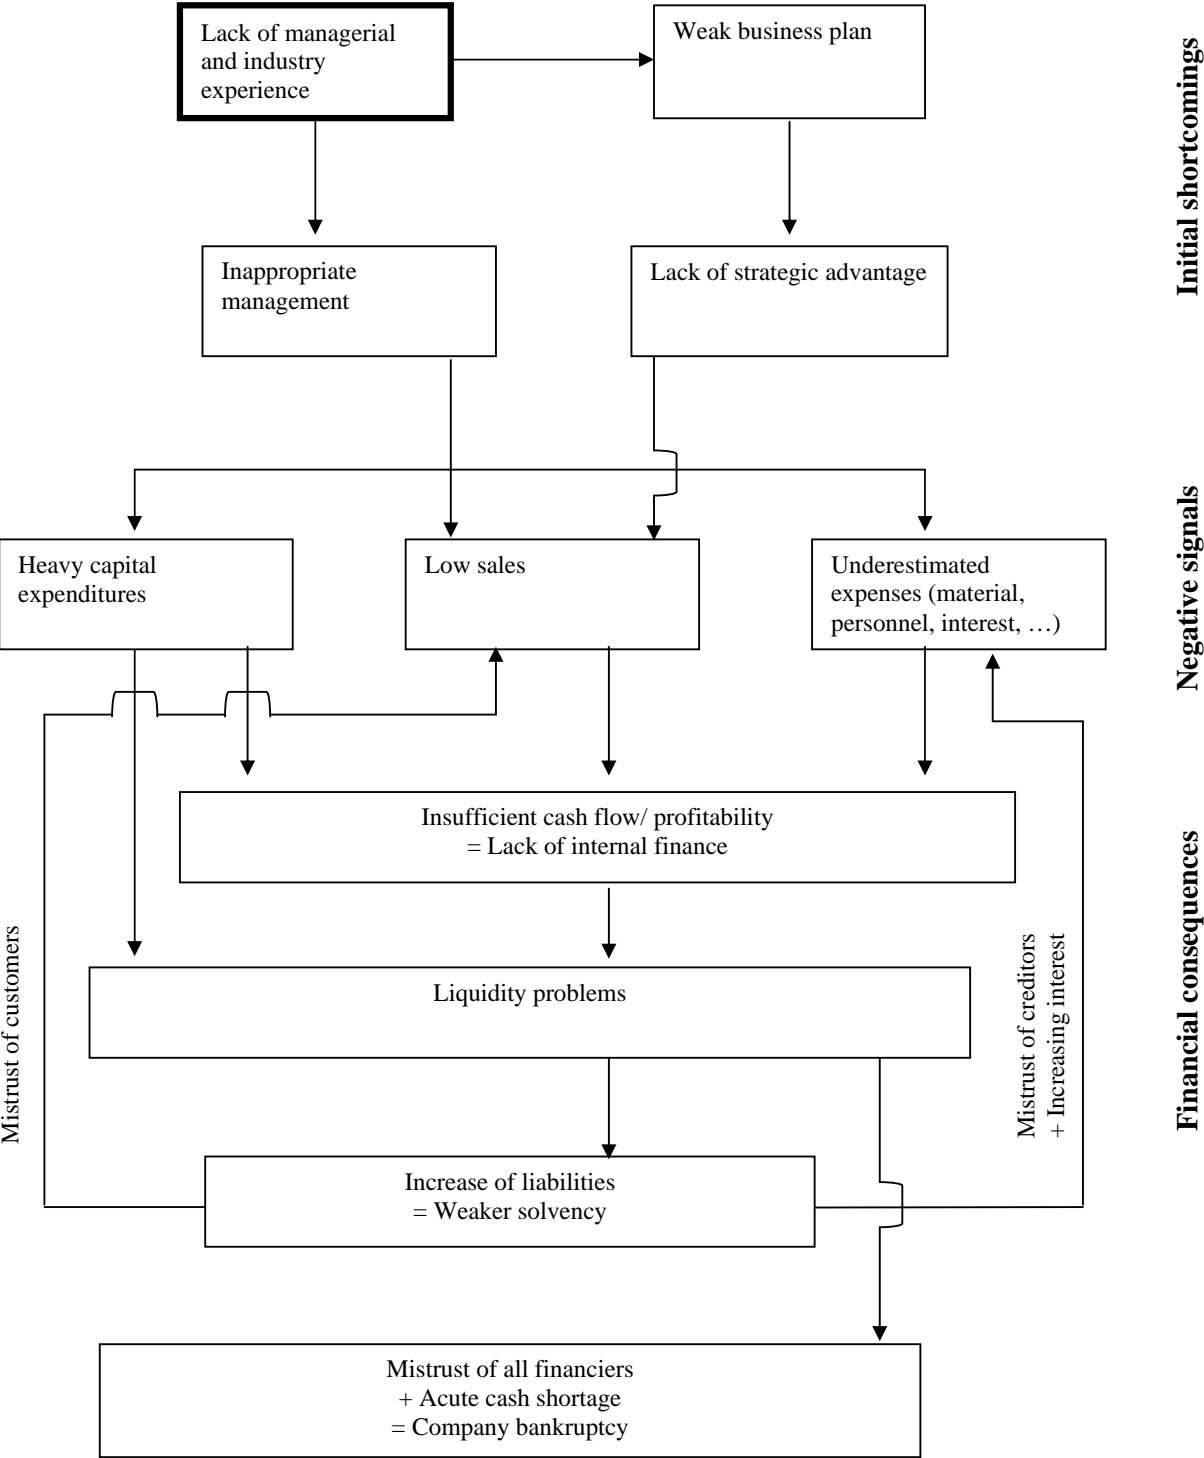 Lack of managerial
and industry
experience
Weak business plan
Initial shortcomings
Inappropriate
management
Lack of strategic advantage
Heavy capital
expenditures
Low sales
Underestimated
expenses (material,
personnel, interest, …)
Negative signals
Insufficient cash flow/ profitability
= Lack of internal finance
Mistrust of customers
Liquidity problems
Mistrust of creditors
+ Increasing interest
Financial consequences
Increase of liabilities
= Weaker solvency
Mistrust of all financiers
+ Acute cash shortage
= Company bankruptcy